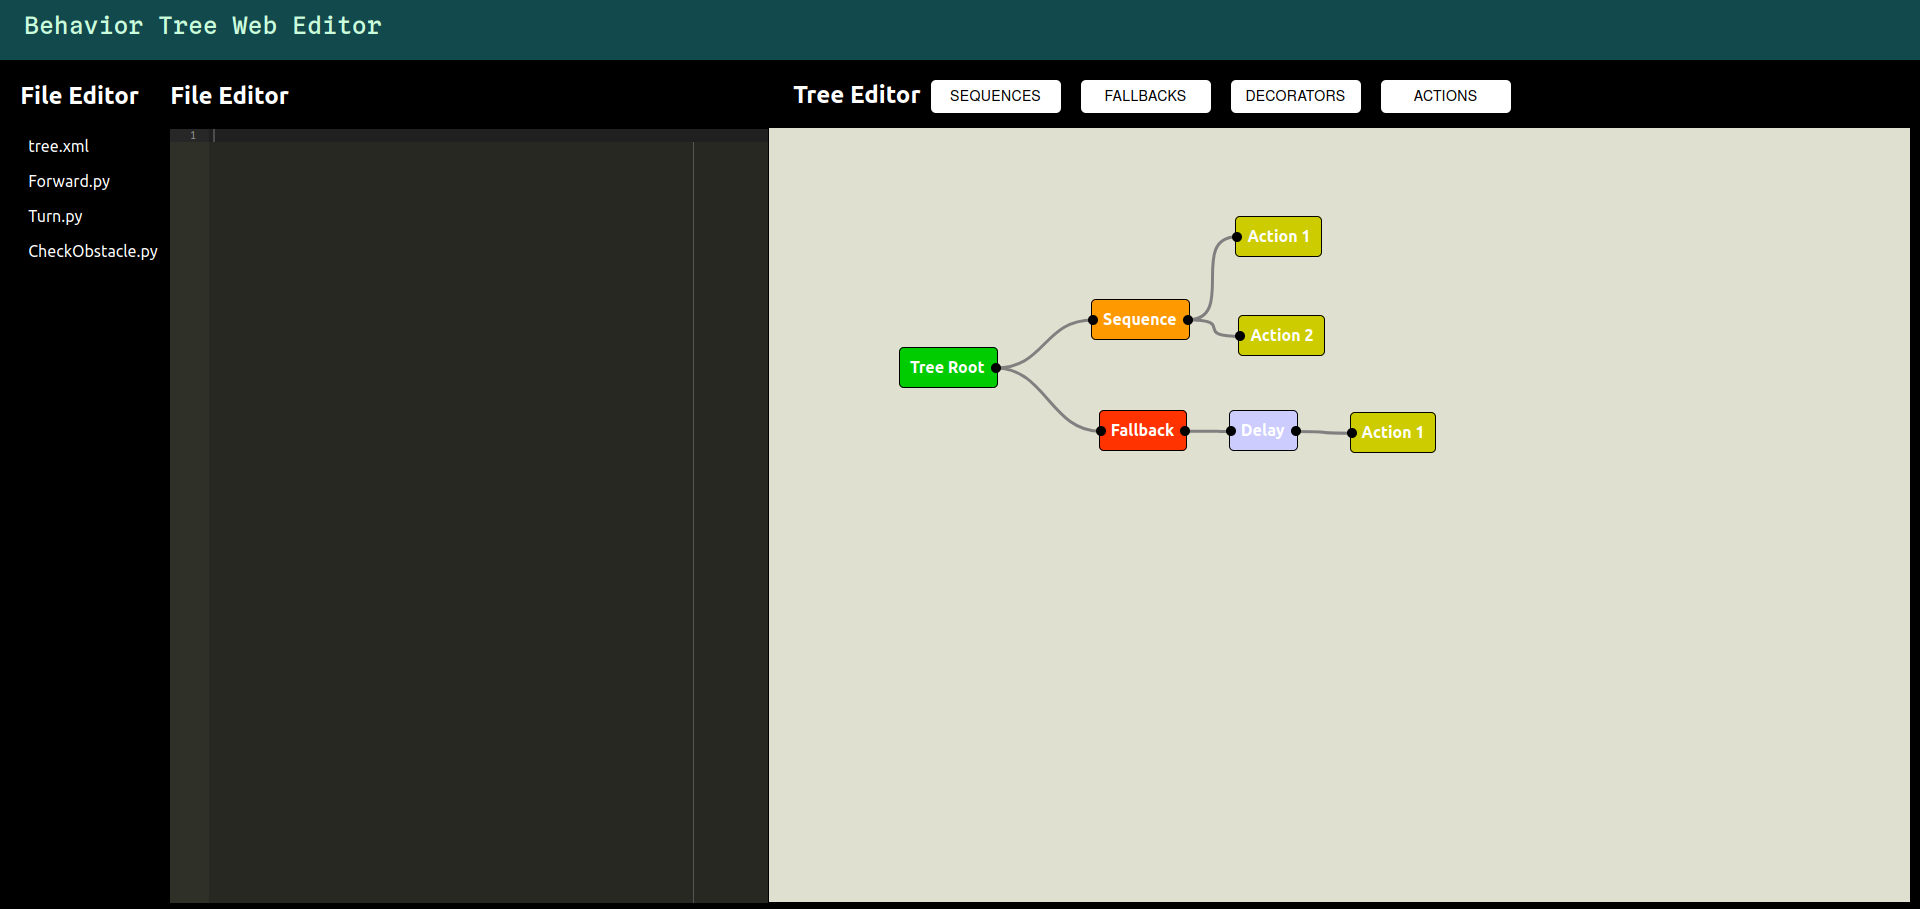 Behavior Tree Web Editor
File Editor
tree.xml
Forward.py
Turn.py
CheckObstacle.py
File Editor
1
Tree Editor
SEQUENCES
FALLBACKS
DECORATORS
ACTIONS
Action 1
Sequence
Action 2
Tree Root
Fallback
Delay
Action 1